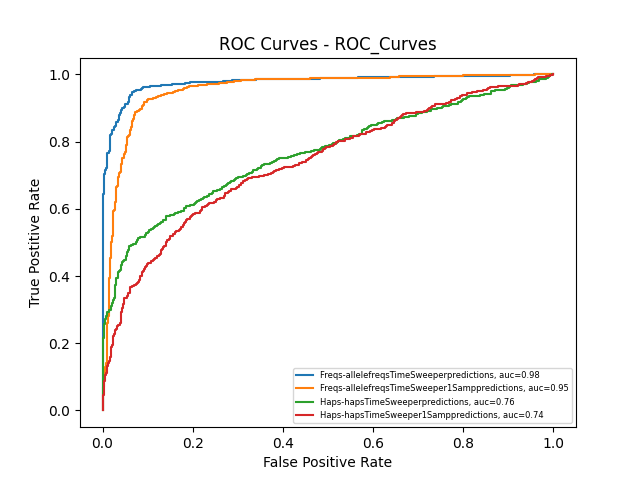 ROC Curves - ROC_Curves
True Postitive Rate
1.0
0.8
0.6
0.4
0.2
0.0
0.0 0.2 0.4 0.6 0.8 1.0
False Positive Rate
Freqs-allelefreqsTimeSweeperpredictions, auc=0.98
Freqs-allelefreqsTimeSweeper1Samppredictions, auc=0.95
Haps-hapsTimeSweeperpredictions, auc=0.76
Haps-hapsTimeSweeper1Samppredictions, auc=0.74